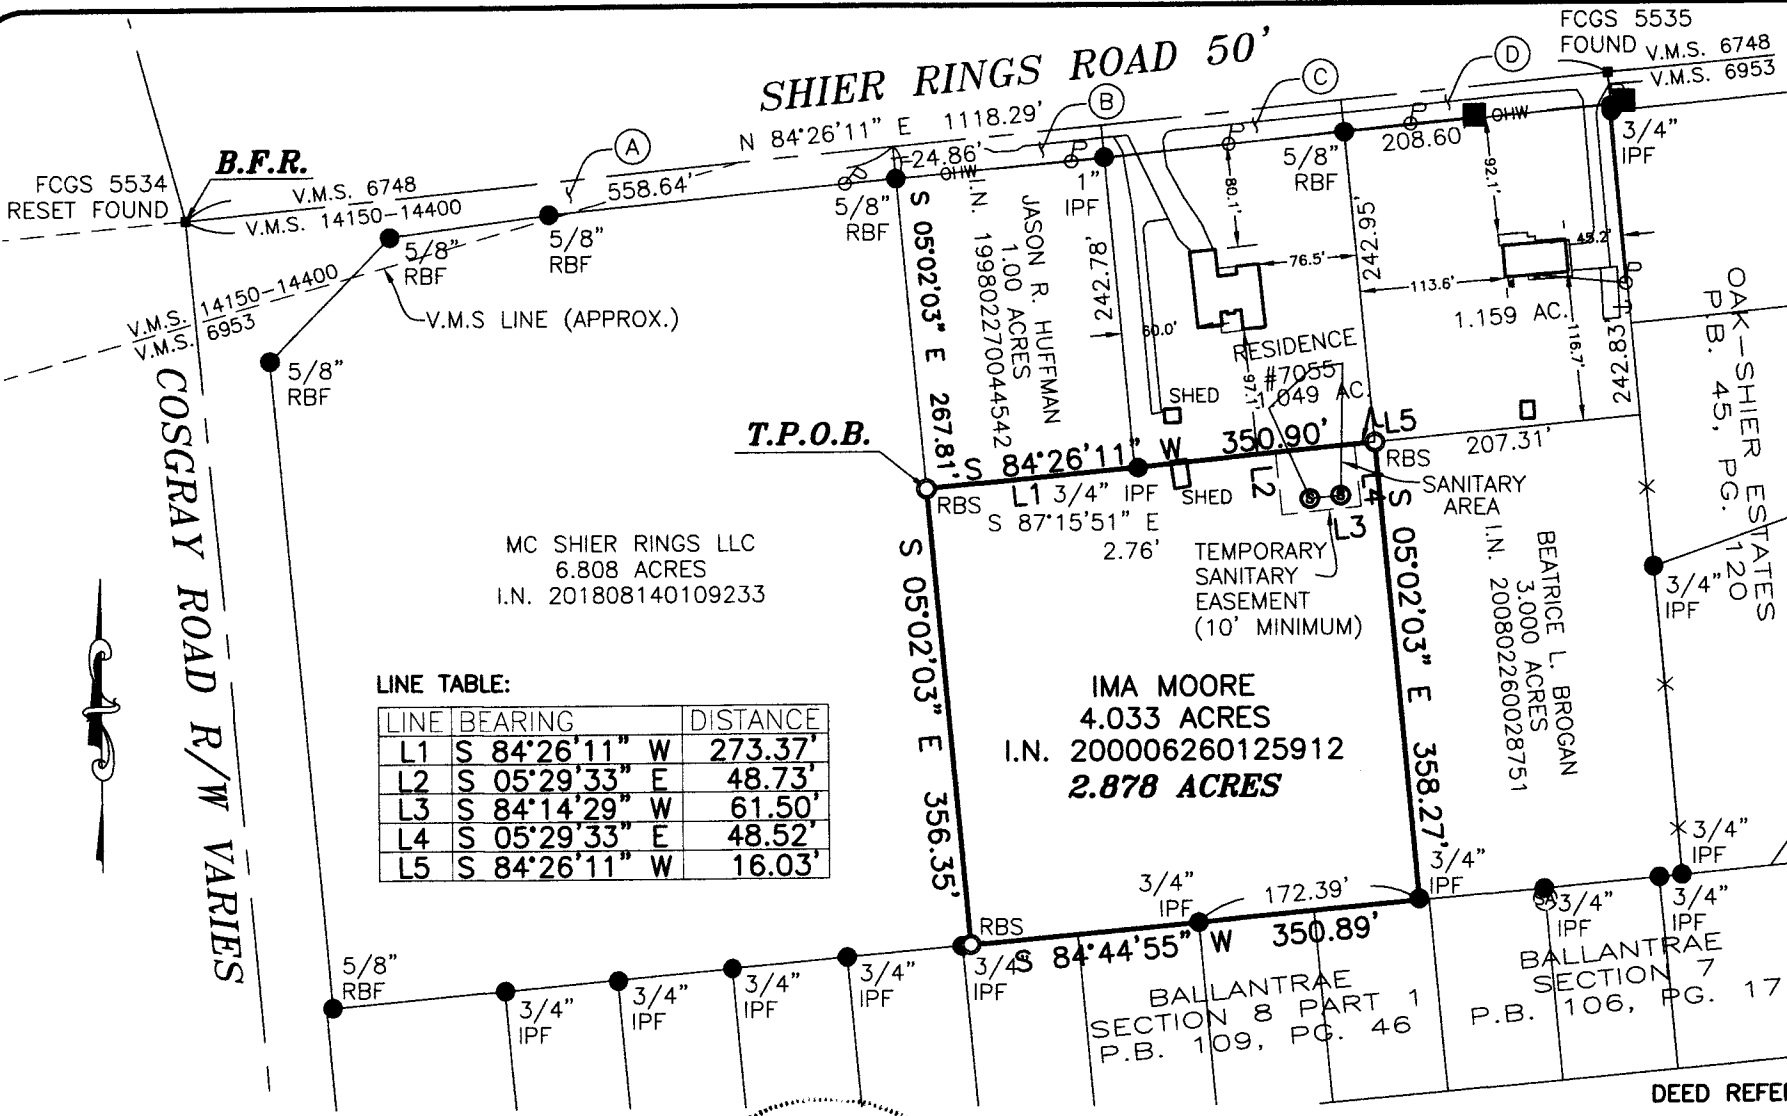 FCGS 5535
FOUND
V.M.S. 6748
V.M.S. 6953
SHIER RINGS ROAD 50'
A
B
C
D
N 84°26'11" E 1118.29'
B.F.R.
FCGS 5534
RESET FOUND
V.M.S. 6748
V.M.S. 14150-14400
558.64'
24.86'
OHW
OHW
208.60
5/8"
RBF
5/8"
RBF
5/8"
RBF
1"
IPF
5/8"
RBF
3/4"
IPF
V.M.S. 14150-14400
V.M.S. 6953
V.M.S LINE (APPROX.)
5/8"
RBF
COSGRAY ROAD R/W VARIES
S 05°02'03" E 267.81'
JASON R. HUFFMAN
1.00 ACRES
I.N. 199802270044542
242.78'
80.1'
76.5'
60.0'
97.1'
242.95'
92.1'
113.6'
45.2'
116.7'
1.159 AC.
242.83'
RESIDENCE
#7055
1.049 AC.
SHED
SHED
OAK-SHIER ESTATES
P.B. 45, PG. 120
T.P.O.B.
S 84°26'11" W 350.90'
L1
L2
L3
L4
L5
RBS
3/4" IPF
S 87°15'51" E
2.76'
RBS
207.31'
SANITARY
AREA
TEMPORARY
SANITARY
EASEMENT
(10' MINIMUM)
MC SHIER RINGS LLC
6.808 ACRES
I.N. 201808140109233
S 05°02'03" E 356.35'
S 05°02'03" E 358.27'
BEATRICE L. BROGAN
3.000 ACRES
I.N. 200802260028751
3/4"
IPF
IMA MOORE
4.033 ACRES
I.N. 200006260125912
2.878 ACRES
LINE TABLE:
LINE BEARING DISTANCE
L1 S 84°26'11" W 273.37'
L2 S 05°29'33" E 48.73'
L3 S 84°14'29" W 61.50'
L4 S 05°29'33" E 48.52'
L5 S 84°26'11" W 16.03'
3/4"
IPF
172.39'
3/4"
IPF
3/4"
IPF
3/4"
IPF
3/4"
IPF
RBS
S 84°44'55" W 350.89'
5/8"
RBF
3/4"
IPF
3/4"
IPF
3/4"
IPF
3/4"
IPF
3/4"
IPF
BALLANTRAE
SECTION 8 PART 1
P.B. 109, PG. 46
BALLANTRAE
SECTION 7
P.B. 106, PG. 17